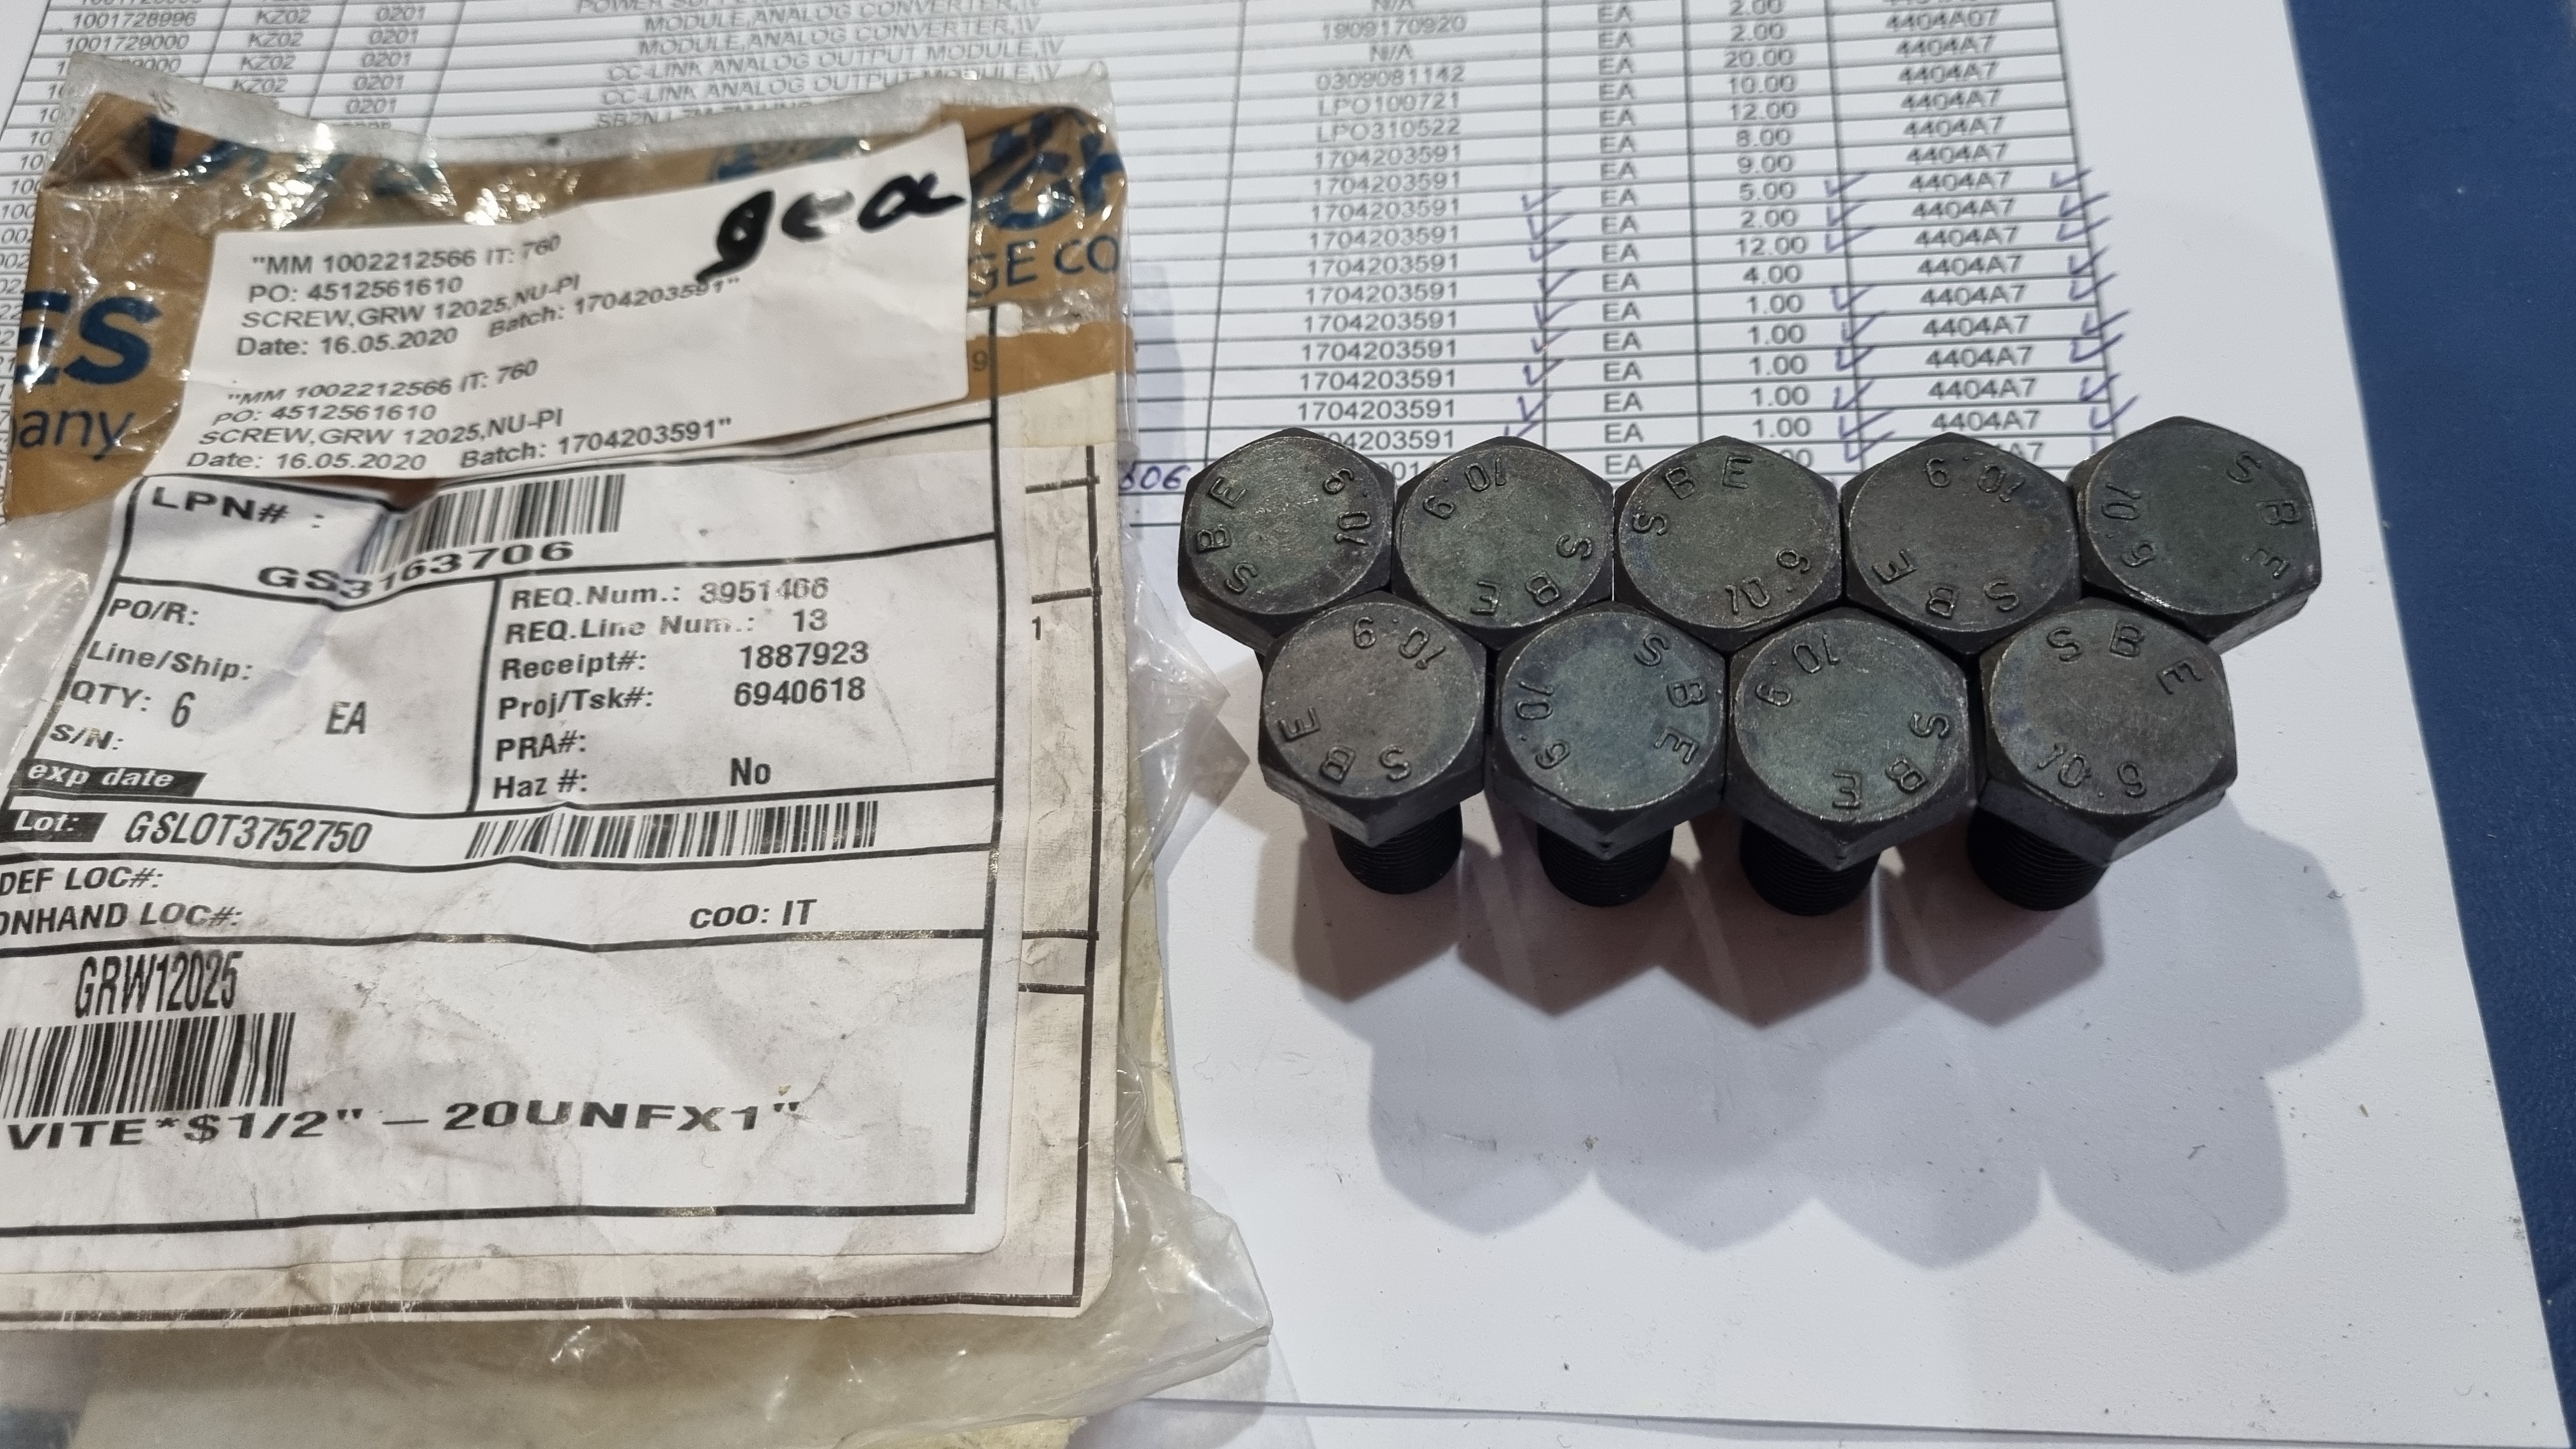 1001728996 KZ02 0201 MODULE,ANALOG CONVERTER,IV 1909170920 EA 2.00 4404A07
1001729000 KZ02 0201 MODULE,ANALOG CONVERTER,IV N/A EA 2.00 4404A7
KZ02 0201 CC-LINK ANALOG OUTPUT MODULE,IV 0309081142 EA 20.00 4404A7
KZ02 0201 CC-LINK ANALOG OUTPUT MODULE,IV LPO100721 EA 10.00 4404A7
0201 LPO310522 EA 12.00 4404A7
1704203591 EA 8.00 4404A7
1704203591 EA 9.00 4404A7
1704203591 EA 5.00 4404A7
1704203591 EA 2.00 4404A7
1704203591 EA 12.00 4404A7
1704203591 EA 4.00 4404A7
1704203591 EA 1.00 4404A7
1704203591 EA 1.00 4404A7
1704203591 EA 1.00 4404A7
1704203591 EA 1.00 4404A7
EA 1.00 4404A7
EA
gea
"MM 1002212566 IT: 760
PO: 4512561610
SCREW,GRW 12025,NU-PI
Date: 16.05.2020 Batch: 1704203591"
"MM 1002212566 IT: 760
PO: 4512561610
SCREW,GRW 12025,NU-PI
Date: 16.05.2020 Batch: 1704203591"
GE CO
ES
any
LPN# :
GS3163706
PO/R:
Line/Ship:
QTY: 6 EA
S/N:
exp date
REQ.Num.: 3951466
REQ.Line Num.: 13
Receipt#: 1887923
Proj/Tsk#: 6940618
PRA#:
Haz #: No
Lot: GSLOT3752750
DEF LOC#:
ONHAND LOC#: COO: IT
GRW12025
VITE*$1/2"-20UNFX1"
SBE 10.9
SBE 10.9
SBE 10.9
SBE 10.9
SBE 10.9
SBE 10.9
SBE 10.9
SBE 10.9
SBE 10.9